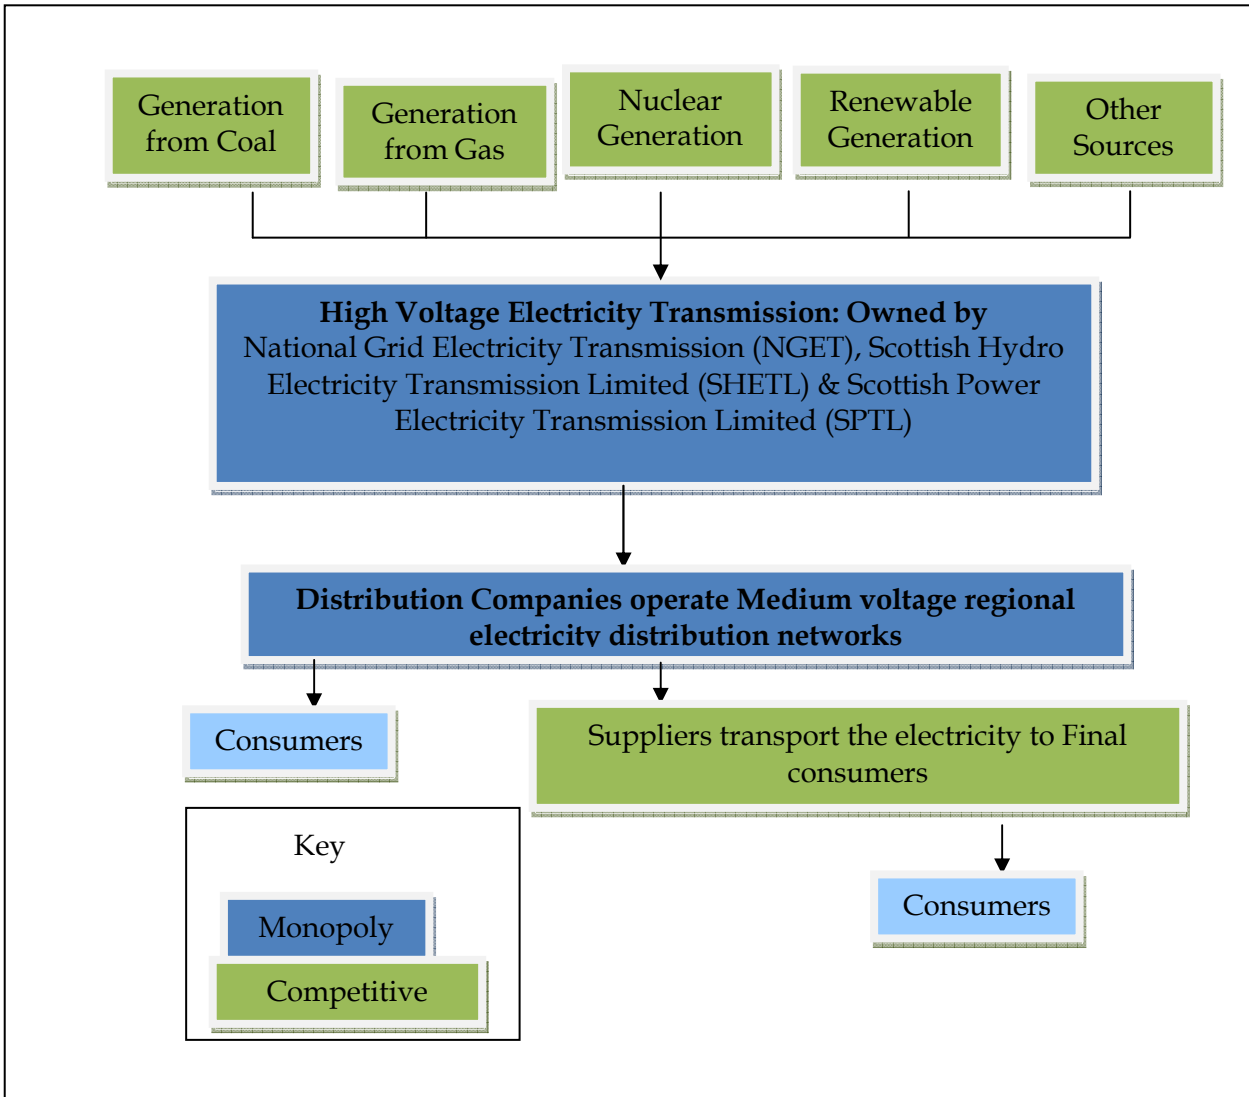 Generation
from Coal
Generation
from Gas
Nuclear
Generation
Renewable
Generation
Other
Sources
High Voltage Electricity Transmission: Owned by
National Grid Electricity Transmission (NGET), Scottish Hydro
Electricity Transmission Limited (SHETL) & Scottish Power
Electricity Transmission Limited (SPTL)
Distribution Companies operate Medium voltage regional
electricity distribution networks
Consumers
Suppliers transport the electricity to Final
consumers
Consumers
Key
Monopoly
Competitive